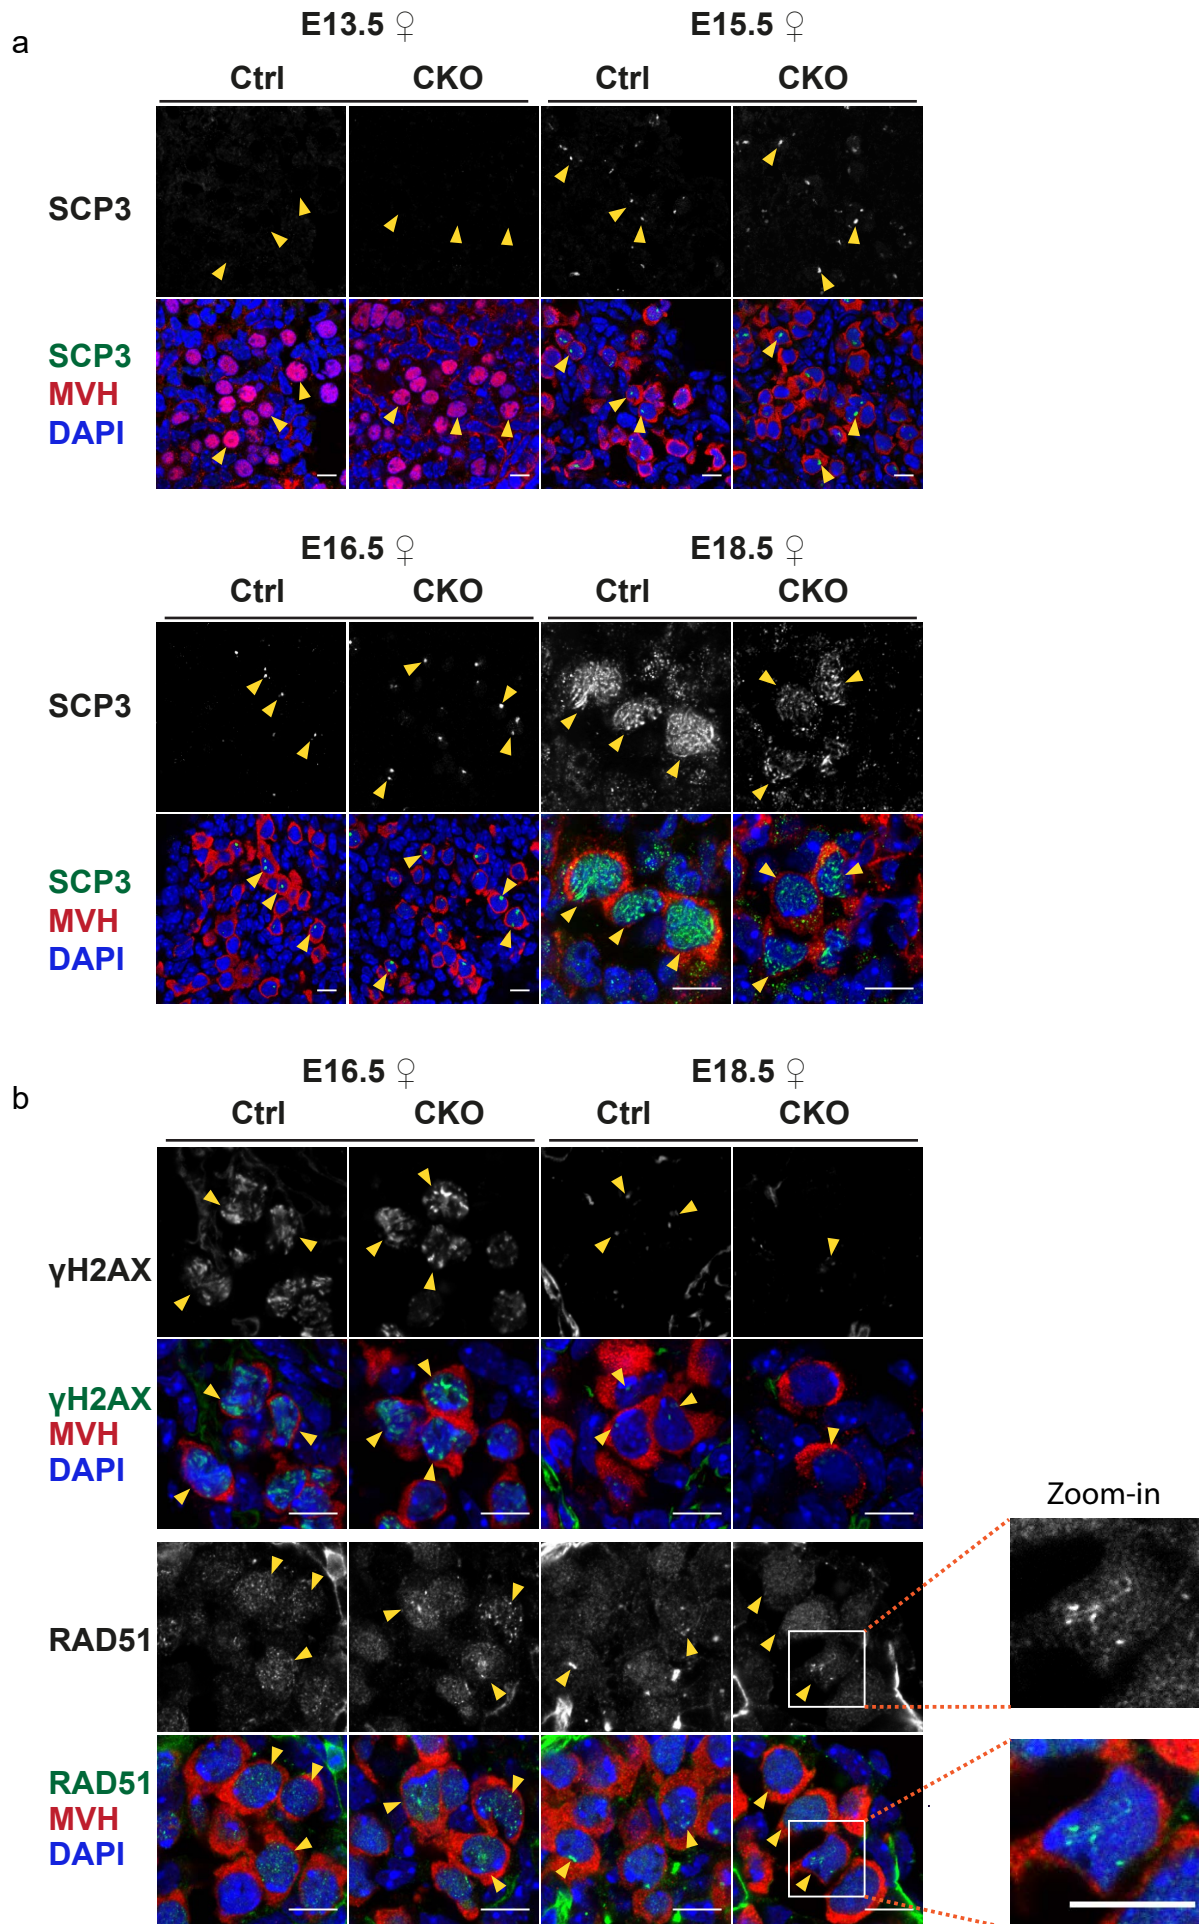 a
E13.5 ♀ E15.5 ♀
Ctrl CKO Ctrl CKO
SCP3
SCP3
MVH
DAPI
E16.5 ♀ E18.5 ♀
Ctrl CKO Ctrl CKO
SCP3
SCP3
MVH
DAPI
b
E16.5 ♀ E18.5 ♀
Ctrl CKO Ctrl CKO
γH2AX
γH2AX
MVH
DAPI
Zoom-in
RAD51
RAD51
MVH
DAPI